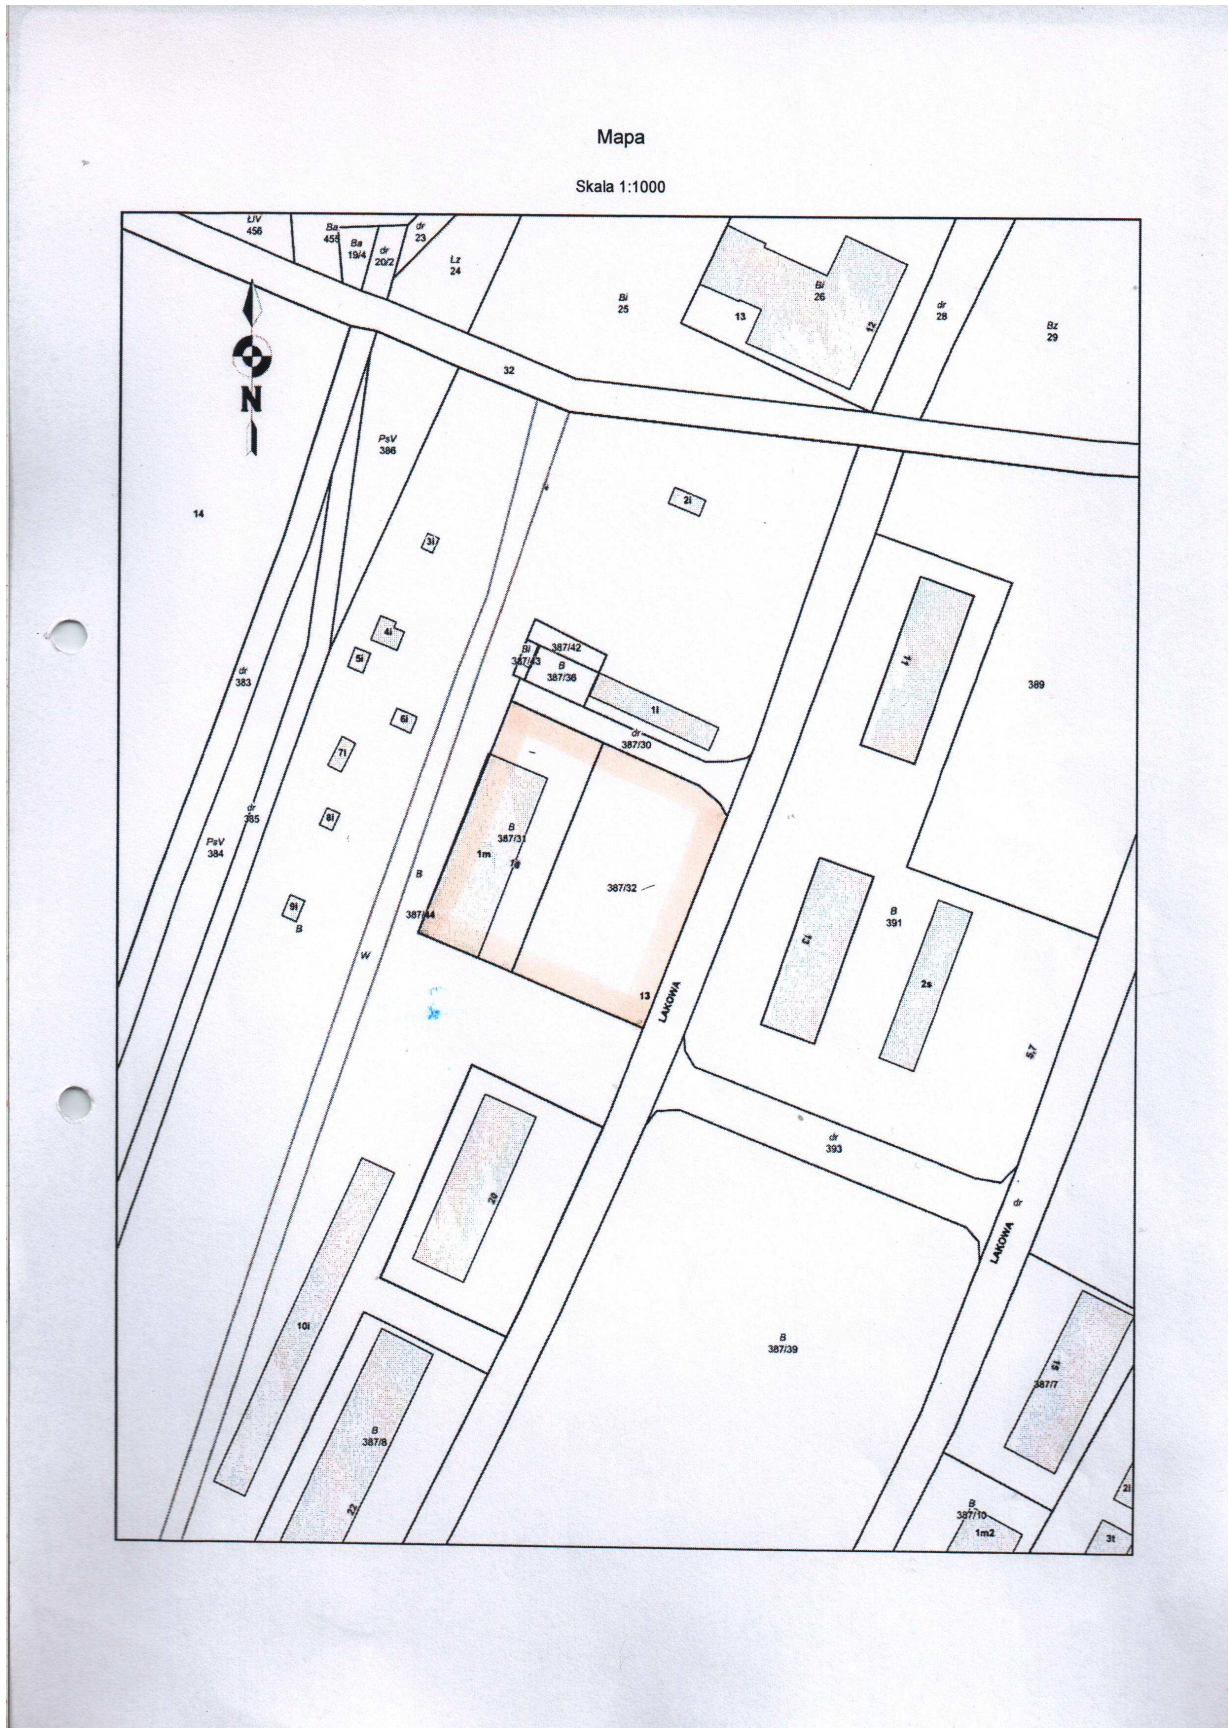 Mapa
Skala 1:1000
ŁIV
456
Ba
455
Ba
19/4
dr
20/2
dr
23
Łz
24
Bi
25
Bi
26
13
12
dr
28
Bz
29
32
N
PsV
386
14
2i
3i
4i
5i
6i
7i
8i
9i
B
dr
383
dr
385
PsV
384
Bi
387/43
387/42
B
387/36
1i
dr
387/30
11
389
B
387/31
1m
387/32
B
387/44
W
13
LAKOWA
13
B
391
2s
S,7
dr
393
dr
LAKOWA
20
10i
B
387/39
B
387/8
22
387/7
B
387/10
1m2
2i
3t